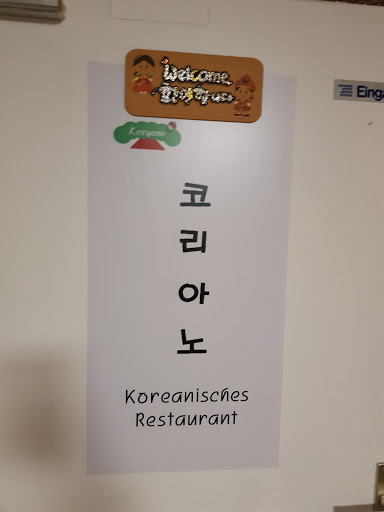 Welcome
환영합니다
Koryano
Einga
코
리
아
노
Koreanisches
Restaurant